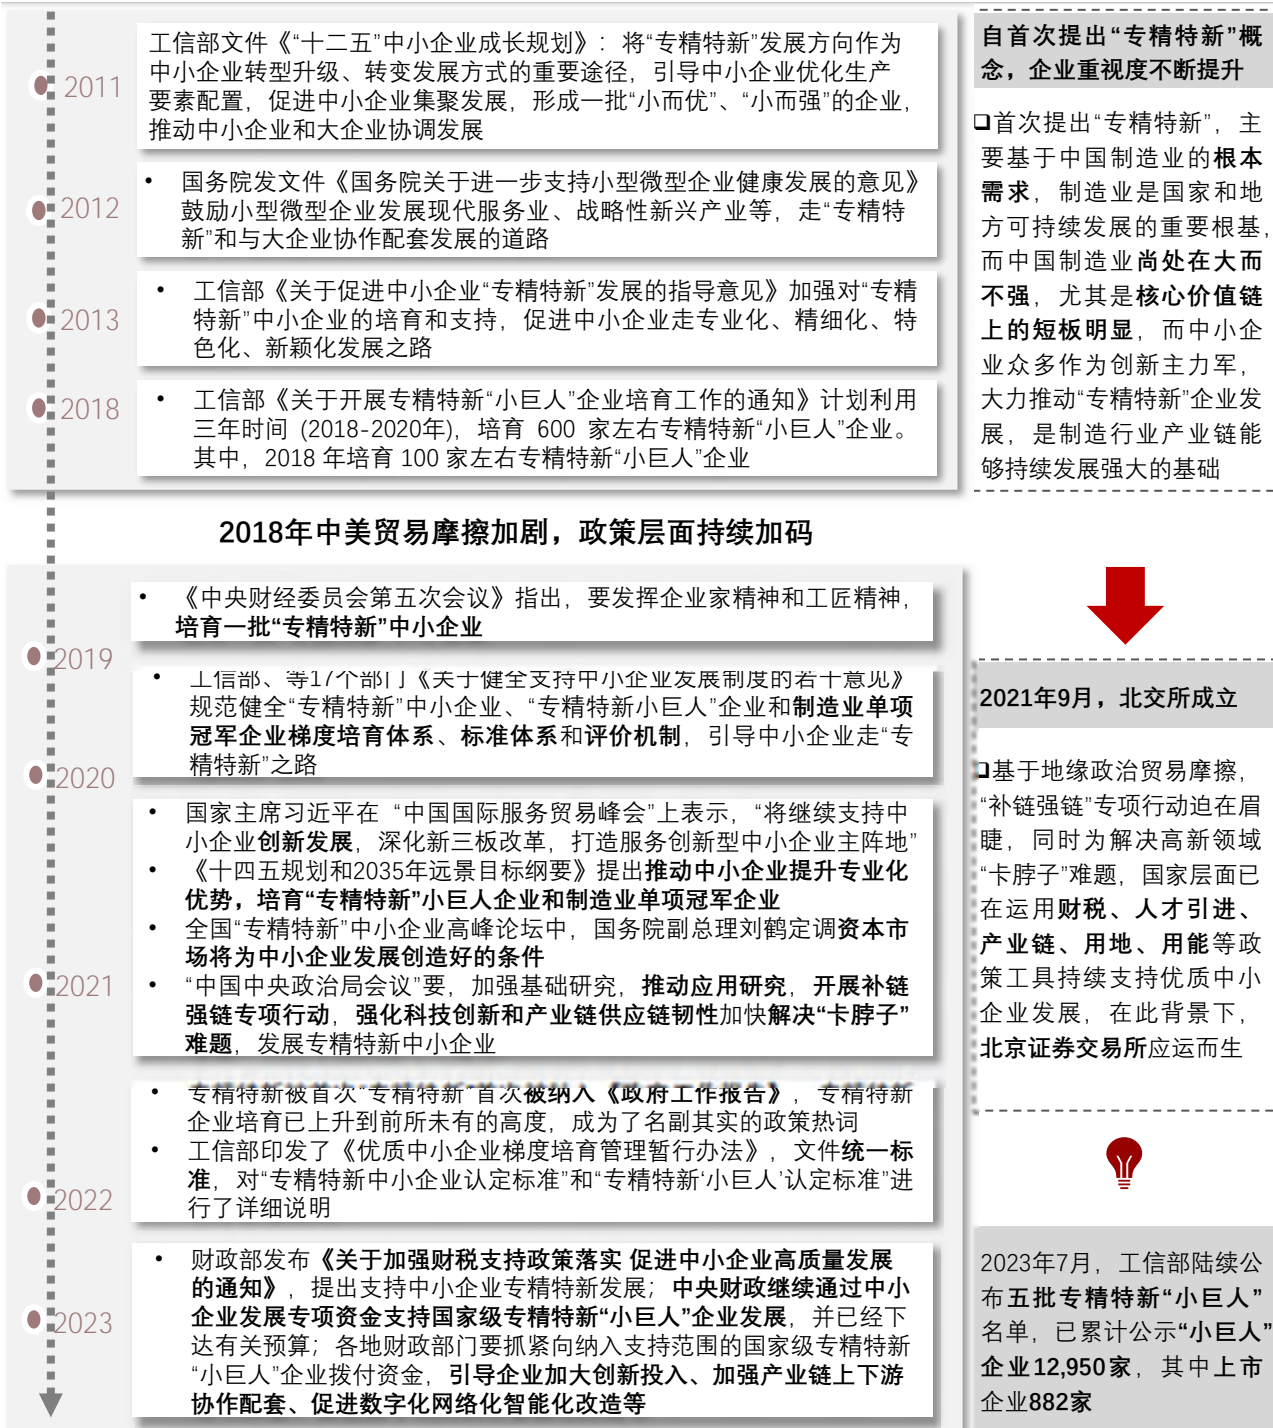 2011
工信部文件《“十二五”中小企业成长规划》：将“专精特新”发展方向作为
中小企业转型升级、转变发展方式的重要途径，引导中小企业优化生产
要素配置，促进中小企业集聚发展，形成一批“小而优”、“小而强”的企业，
推动中小企业和大企业协调发展
2012
• 国务院发文件《国务院关于进一步支持小型微型企业健康发展的意见》
鼓励小型微型企业发展现代服务业、战略性新兴产业等，走“专精特
新”和与大企业协作配套发展的道路
2013
• 工信部《关于促进中小企业“专精特新”发展的指导意见》加强对“专精
特新”中小企业的培育和支持，促进中小企业走专业化、精细化、特
色化、新颖化发展之路
2018
• 工信部《关于开展专精特新“小巨人”企业培育工作的通知》计划利用
三年时间 (2018-2020年)，培育 600 家左右专精特新“小巨人”企业。
其中，2018 年培育 100 家左右专精特新“小巨人”企业
自首次提出“专精特新”概
念，企业重视度不断提升
❑首次提出“专精特新”，主
要基于中国制造业的根本
需求，制造业是国家和地
方可持续发展的重要根基，
而中国制造业尚处在大而
不强，尤其是核心价值链
上的短板明显，而中小企
业众多作为创新主力军，
大力推动“专精特新”企业发
展，是制造行业产业链能
够持续发展强大的基础
2018年中美贸易摩擦加剧，政策层面持续加码
2019
• 《中央财经委员会第五次会议》指出，要发挥企业家精神和工匠精神，
培育一批“专精特新”中小企业
2020
• 工信部、等17个部门《关于健全支持中小企业发展制度的若干意见》
规范健全“专精特新”中小企业、“专精特新小巨人”企业和制造业单项
冠军企业梯度培育体系、标准体系和评价机制，引导中小企业走“专
精特新”之路
2021
• 国家主席习近平在 “中国国际服务贸易峰会”上表示，“将继续支持中
小企业创新发展，深化新三板改革，打造服务创新型中小企业主阵地”
• 《十四五规划和2035年远景目标纲要》提出推动中小企业提升专业化
优势，培育“专精特新”小巨人企业和制造业单项冠军企业
• 全国“专精特新”中小企业高峰论坛中，国务院副总理刘鹤定调资本市
场将为中小企业发展创造好的条件
• “中国中央政治局会议”要，加强基础研究，推动应用研究，开展补链
强链专项行动，强化科技创新和产业链供应链韧性加快解决“卡脖子”
难题，发展专精特新中小企业
2022
• 专精特新被首次“专精特新”首次被纳入《政府工作报告》，专精特新
企业培育已上升到前所未有的高度，成为了名副其实的政策热词
• 工信部印发了《优质中小企业梯度培育管理暂行办法》，文件统一标
准，对“专精特新中小企业认定标准”和“专精特新‘小巨人’认定标准”进
行了详细说明
2023
• 财政部发布《关于加强财税支持政策落实 促进中小企业高质量发展
的通知》，提出支持中小企业专精特新发展；中央财政继续通过中小
企业发展专项资金支持国家级专精特新“小巨人”企业发展，并已经下
达有关预算；各地财政部门要抓紧向纳入支持范围的国家级专精特新
“小巨人”企业拨付资金，引导企业加大创新投入、加强产业链上下游
协作配套、促进数字化网络化智能化改造等
2021年9月，北交所成立
❑基于地缘政治贸易摩擦，
“补链强链”专项行动迫在眉
睫，同时为解决高新领域
“卡脖子”难题，国家层面已
在运用财税、人才引进、
产业链、用地、用能等政
策工具持续支持优质中小
企业发展，在此背景下，
北京证券交易所应运而生
2023年7月，工信部陆续公
布五批专精特新“小巨人”
名单，已累计公示“小巨人”
企业12,950家，其中上市
企业882家